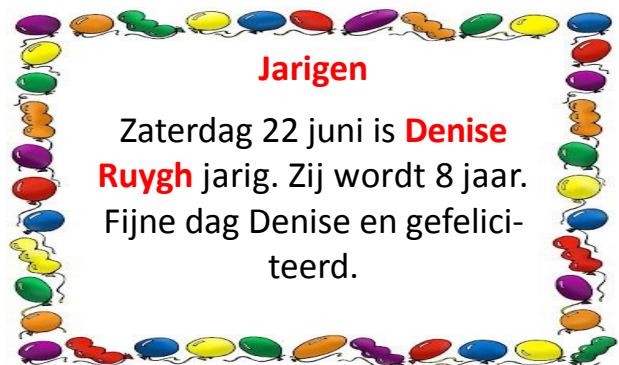 Jarigen
Zaterdag 22 juni is Denise
Ruygh jarig. Zij wordt 8 jaar.
Fijne dag Denise en gefelici-
teerd.